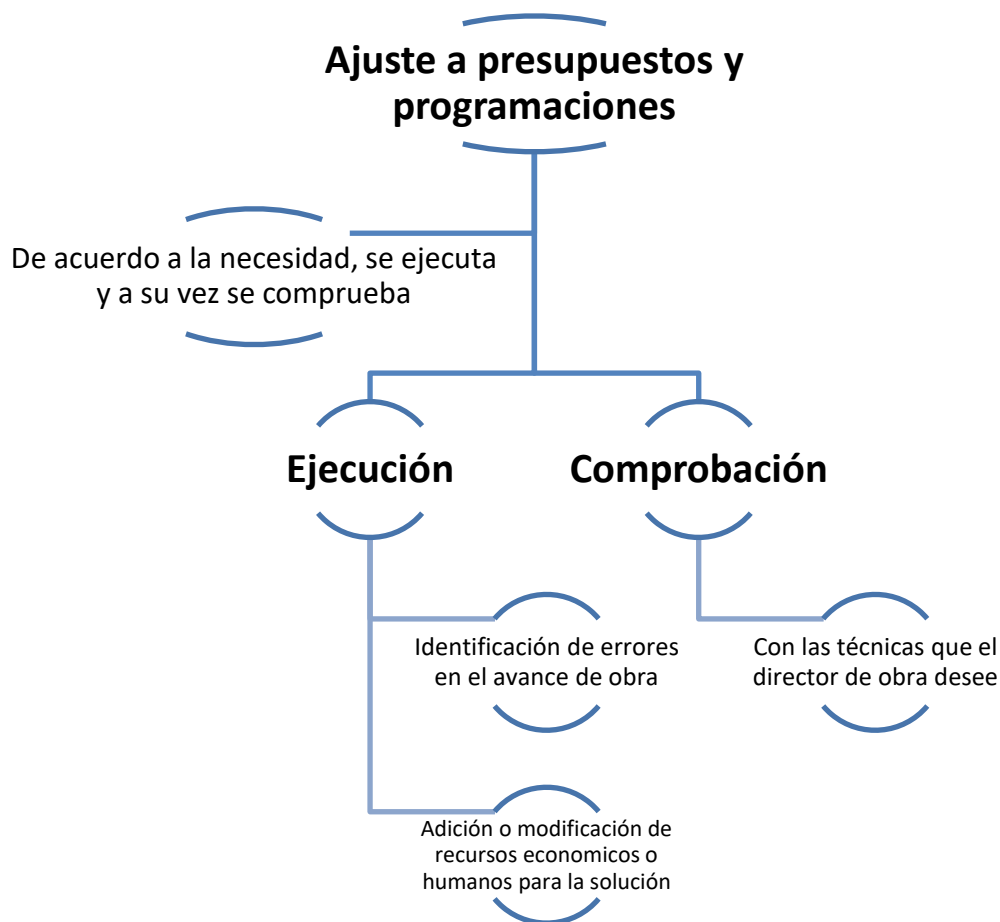 Ajuste a presupuestos y
programaciones
De acuerdo a la necesidad, se ejecuta
y a su vez se comprueba
Ejecución
Comprobación
Identificación de errores
en el avance de obra
Con las técnicas que el
director de obra desee
Adición o modificación de
recursos economicos o
humanos para la solución